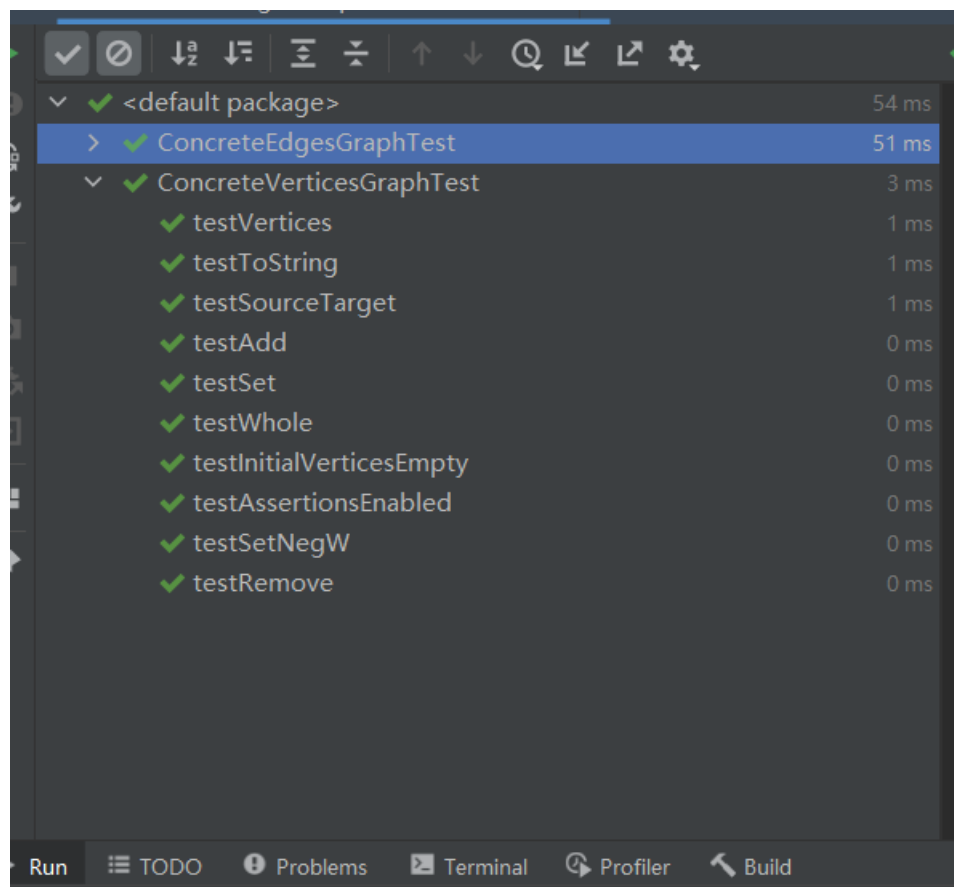 <default package> 54 ms
ConcreteEdgesGraphTest 51 ms
ConcreteVerticesGraphTest 3 ms
testVertices 1 ms
testToString 1 ms
testSourceTarget 1 ms
testAdd 0 ms
testSet 0 ms
testWhole 0 ms
testInitialVerticesEmpty 0 ms
testAssertionsEnabled 0 ms
testSetNegW 0 ms
testRemove 0 ms
Run TODO Problems Terminal Profiler Build